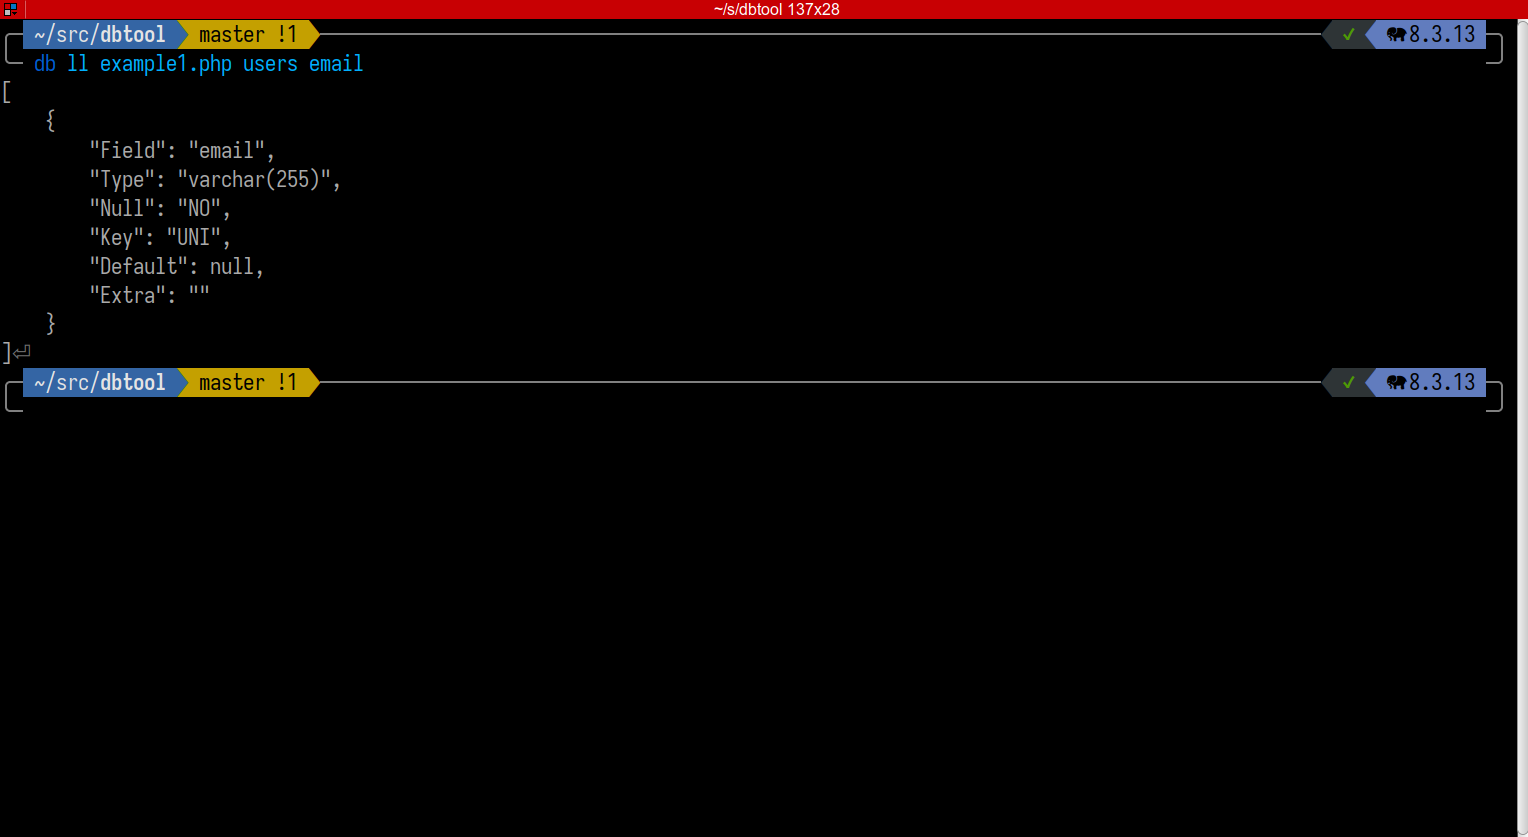 ~/s/dbtool 137x28
~/src/dbtool master !1 ✓ 8.3.13
db ll example1.php users email
[
    {
        "Field": "email",
        "Type": "varchar(255)",
        "Null": "NO",
        "Key": "UNI",
        "Default": null,
        "Extra": ""
    }
]⏎
~/src/dbtool master !1 ✓ 8.3.13